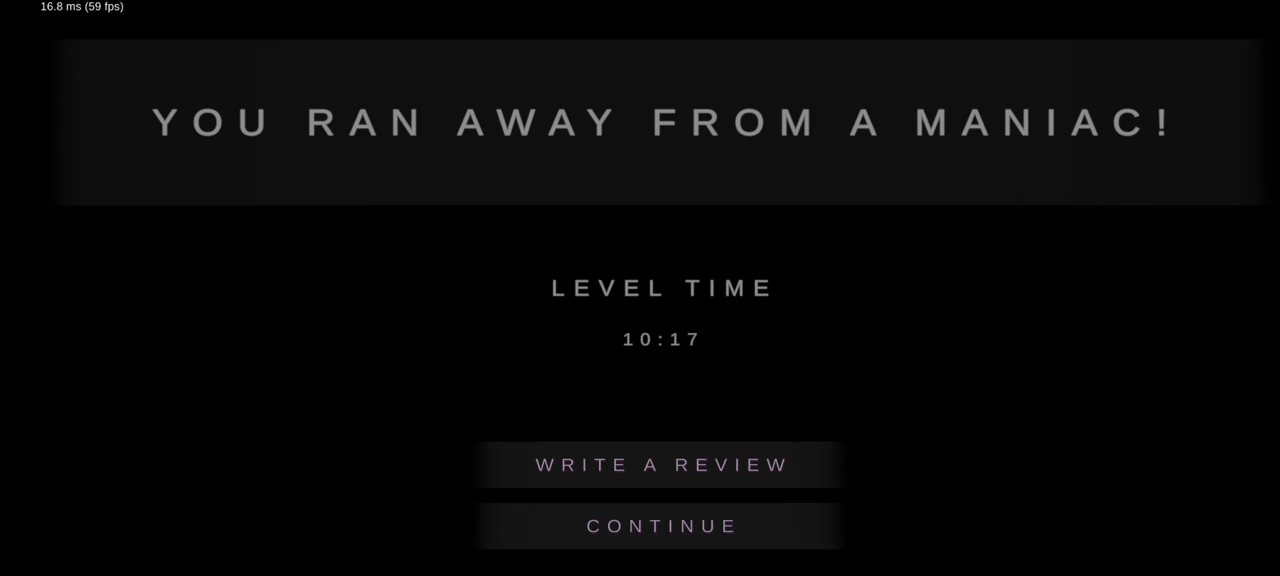 16.8 ms (59 fps)
YOU RAN AWAY FROM A MANIAC!
LEVEL TIME
10:17
WRITE A REVIEW
CONTINUE